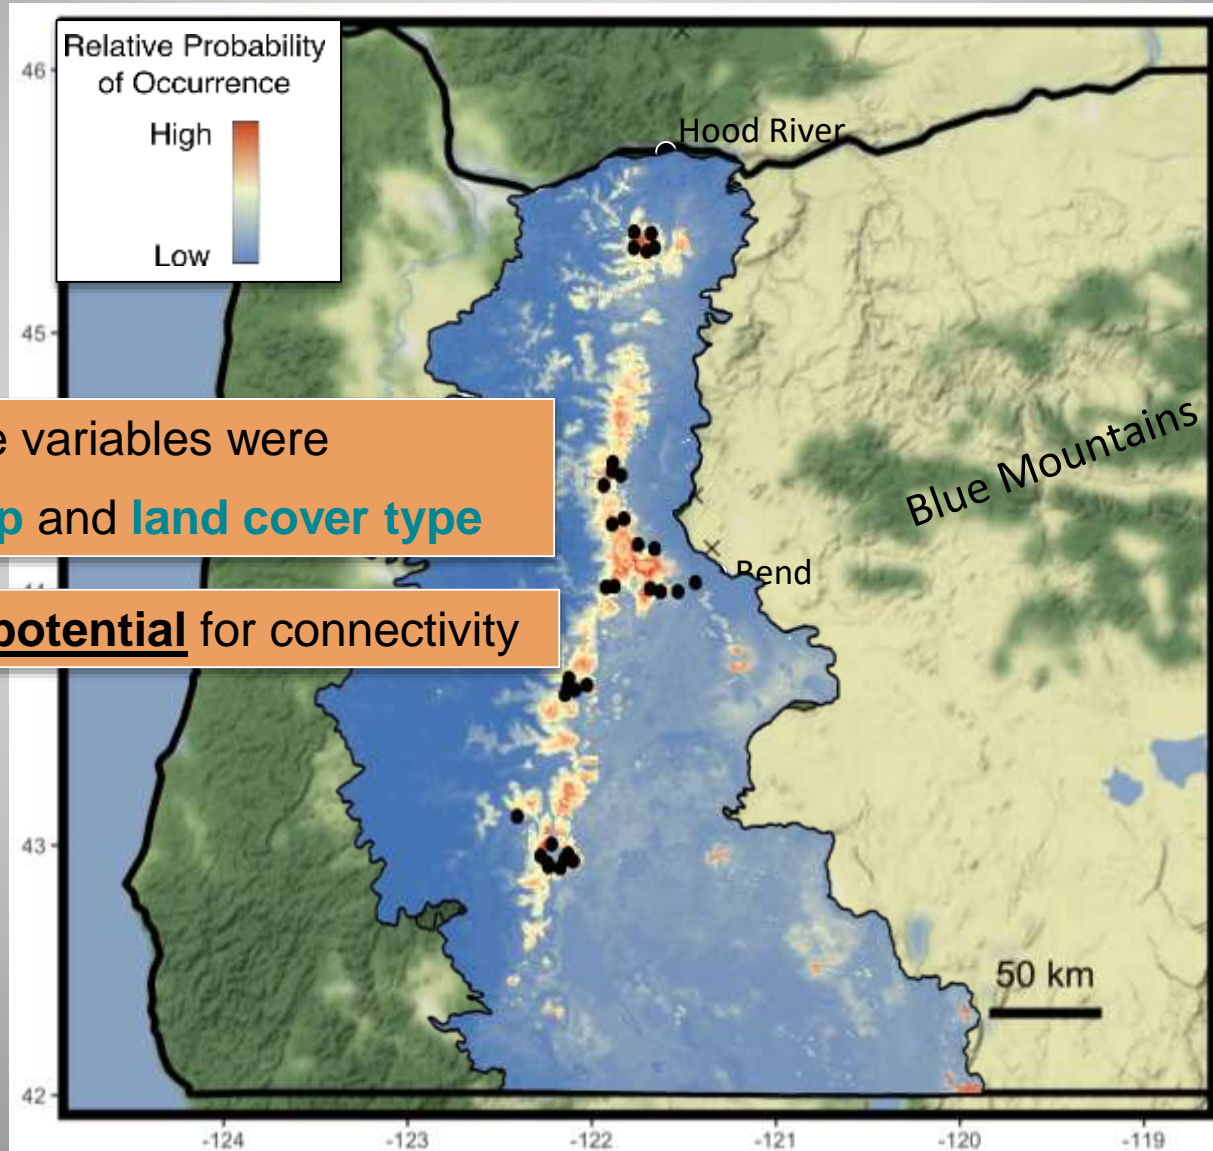 Relative Probability
of Occurrence
High
Low
46
Hood River
45
variables were
and land cover type
Blue Mountains
Bend
potential for connectivity
43
50 km
42
-124
-123
-122
-121
-120
-119